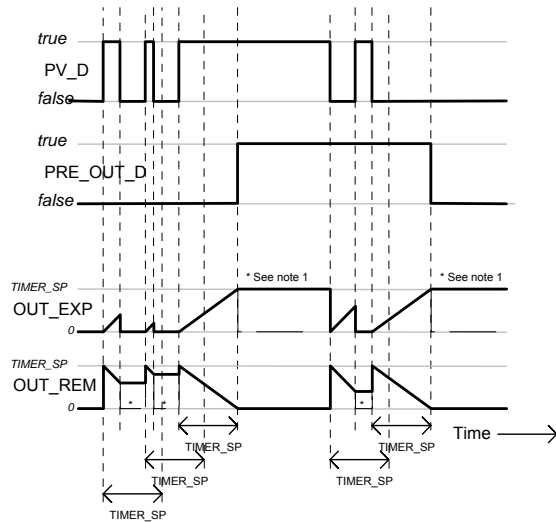 true
PV_D
false
true
PRE_OUT_D
false
* See note 1
* See note 1
TIMER_SP
OUT_EXP
0
TIMER_SP
OUT_REM
* *
*
0
Time
TIMER_SP
TIMER_SP
TIMER_SP
TIMER_SP
TIMER_SP